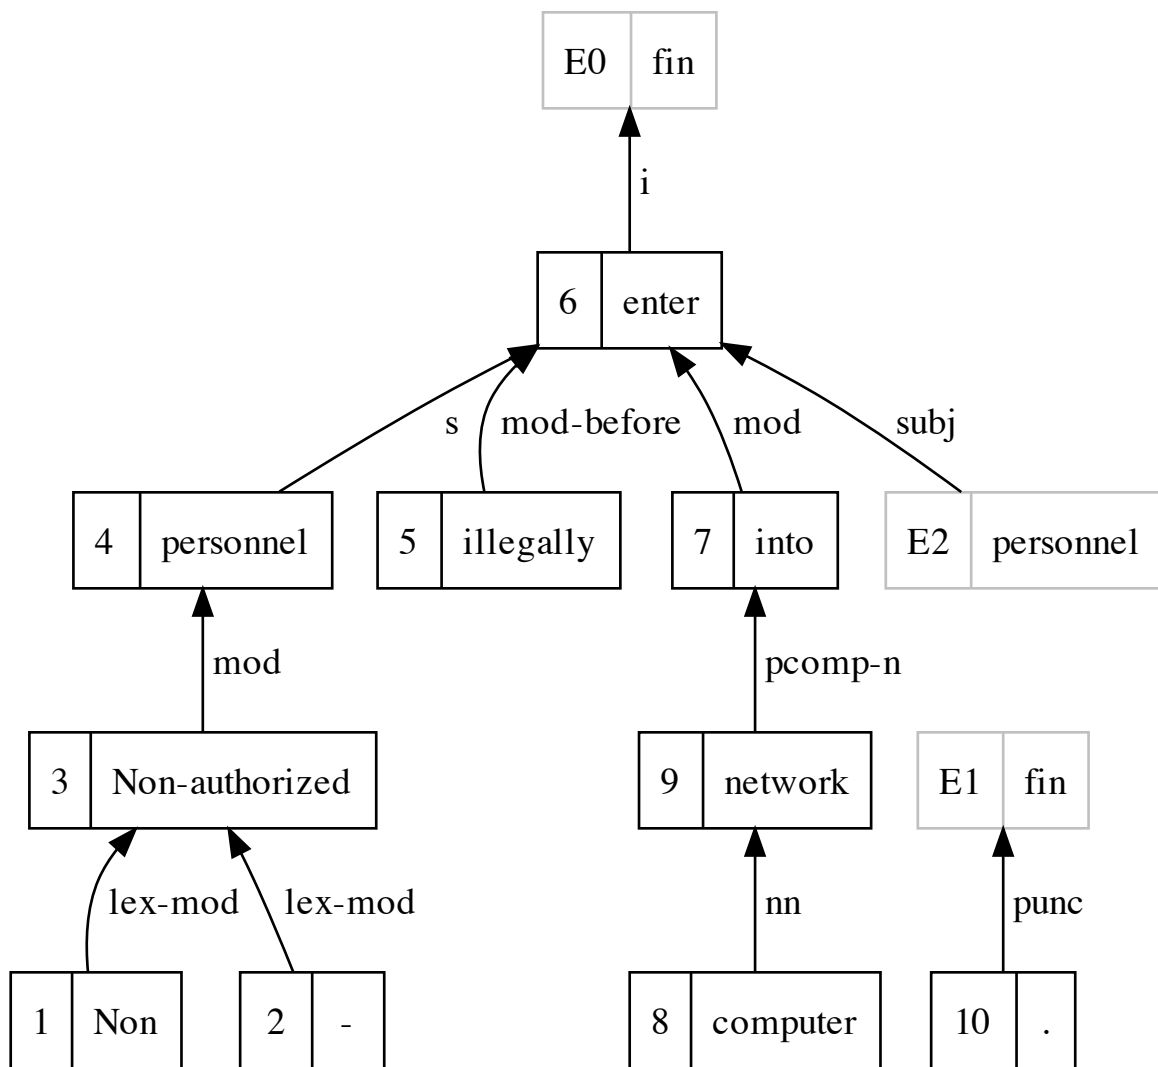 E0 fin
i
6 enter
s mod-before mod subj
4 personnel 5 illegally 7 into E2 personnel
mod pcomp-n
3 Non-authorized 9 network E1 fin
lex-mod lex-mod nn punc
1 Non 2 - 8 computer 10 .